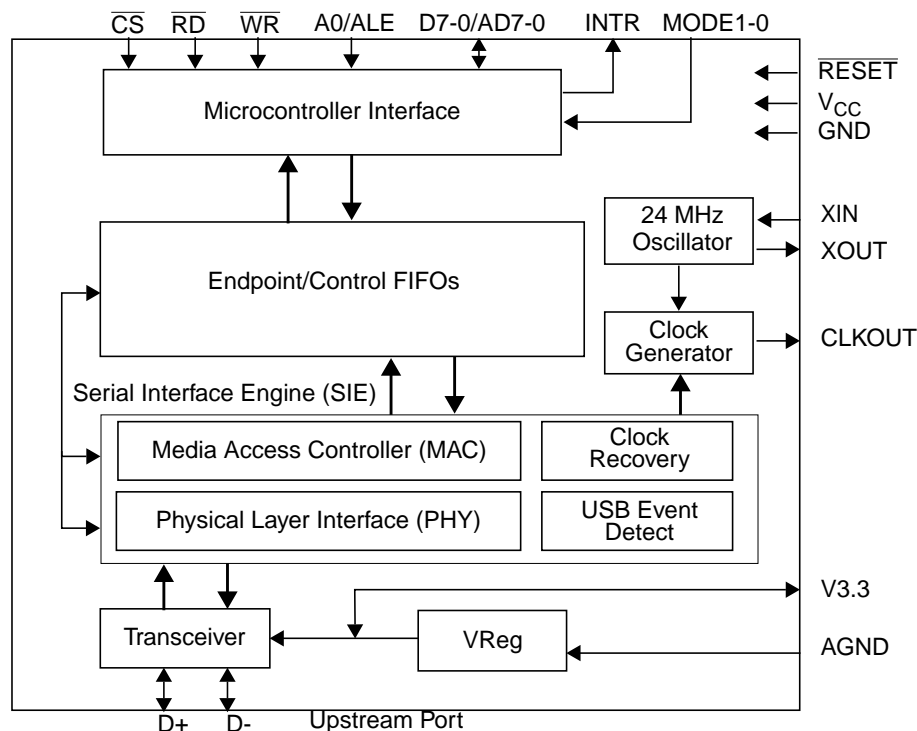 CS RD WR A0/ALE D7-0/AD7-0 INTR MODE1-0
RESET
VCC
GND
Microcontroller Interface
24 MHz
Oscillator
XIN
XOUT
Endpoint/Control FIFOs
Clock
Generator
CLKOUT
Serial Interface Engine (SIE)
Media Access Controller (MAC)
Clock
Recovery
Physical Layer Interface (PHY)
USB Event
Detect
V3.3
Transceiver
VReg
AGND
D+ D- Upstream Port